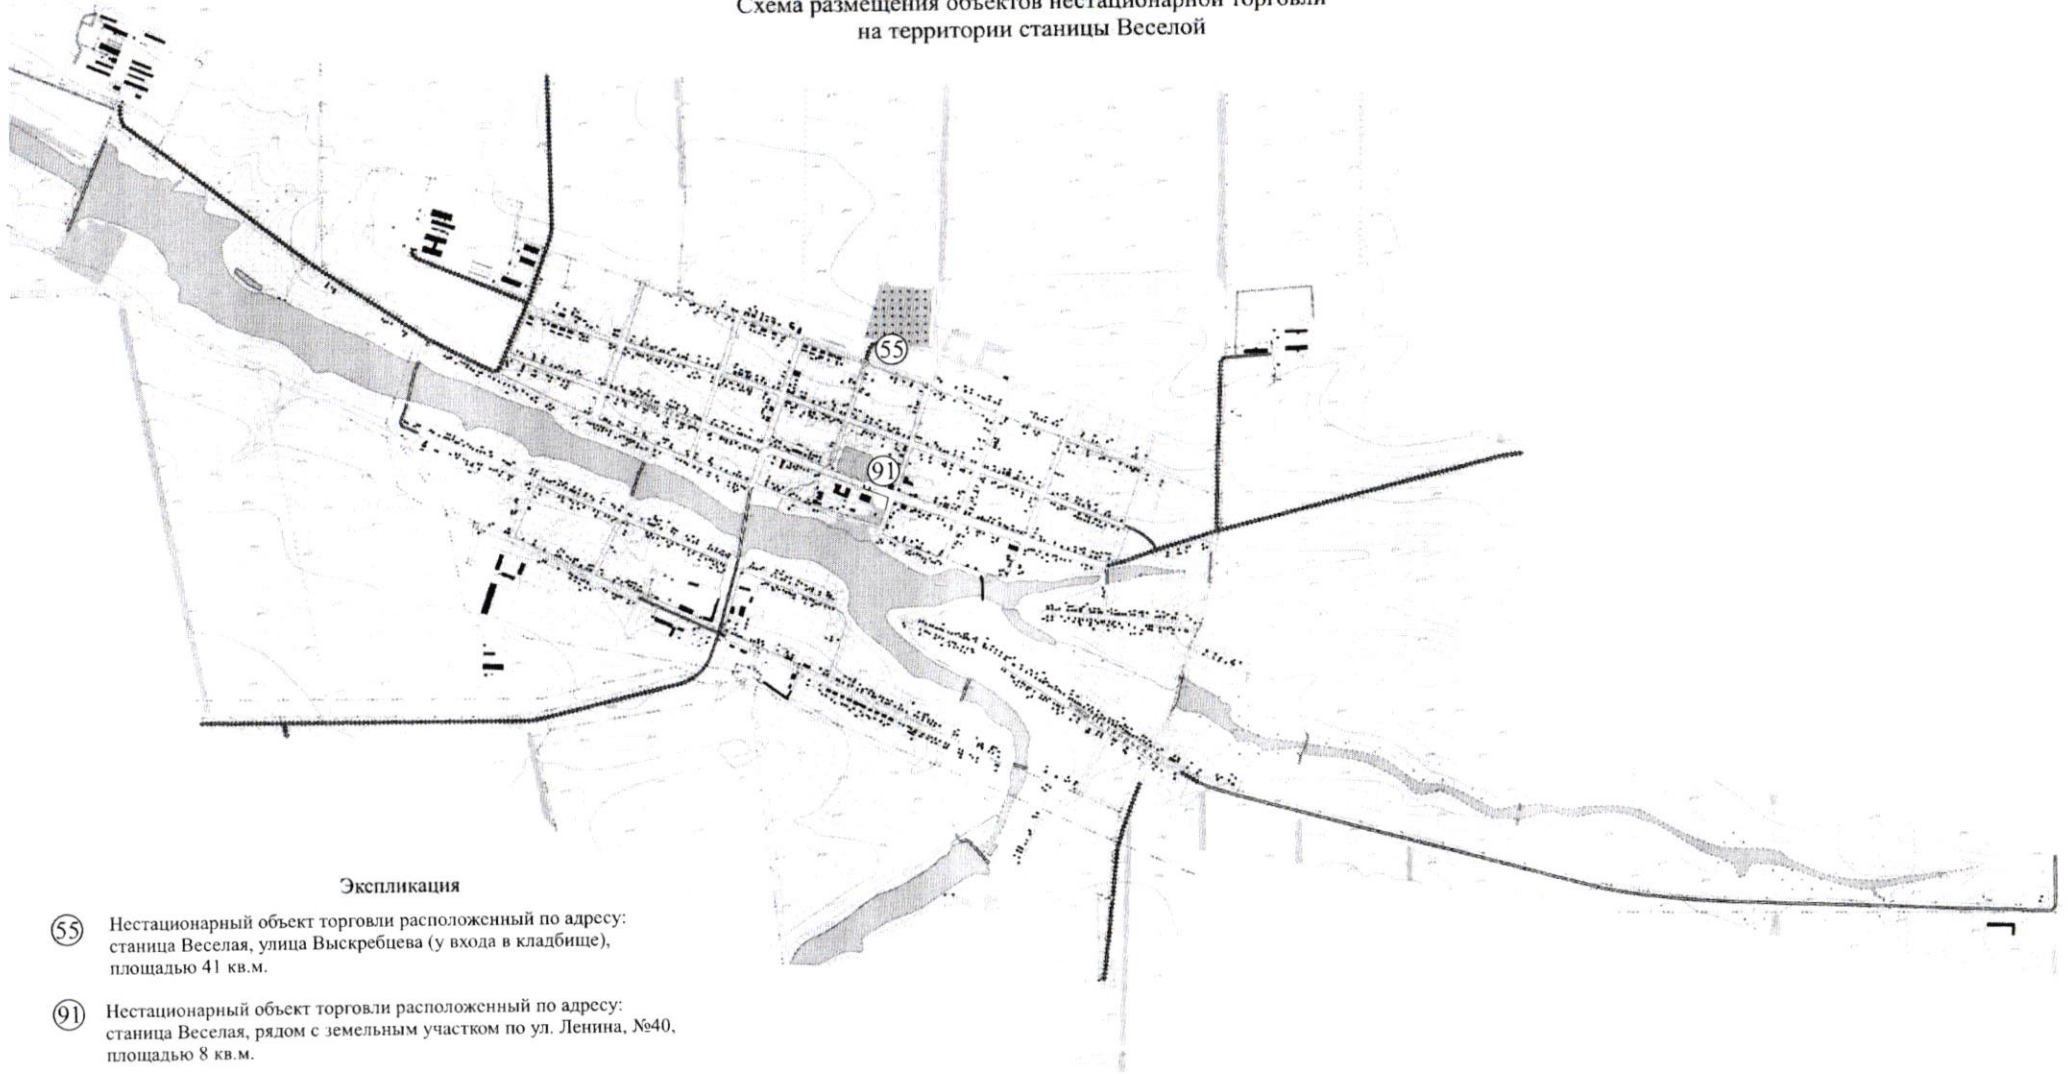 Схема размещения объектов нестационарной торговли
на территории станицы Веселой
55
91
Экспликация
55
Нестационарный объект торговли расположенный по адресу:
станица Веселая, улица Выскребцева (у входа в кладбище),
площадью 41 кв.м.
91
Нестационарный объект торговли расположенный по адресу:
станица Веселая, рядом с земельным участком по ул. Ленина, №40,
площадью 8 кв.м.